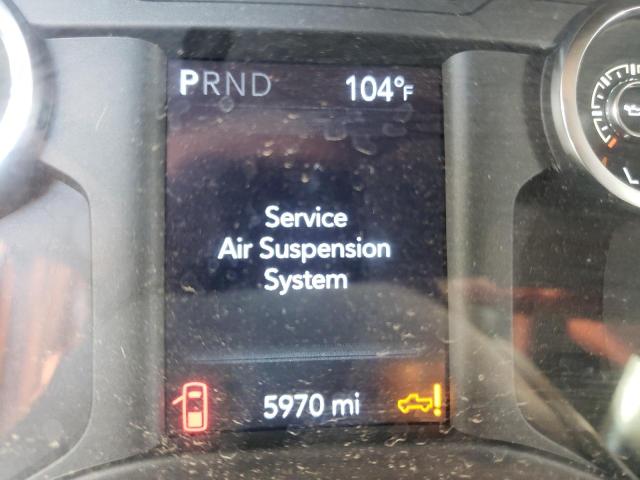 PRND 104°F
Service
Air Suspension
System
5970 mi
L